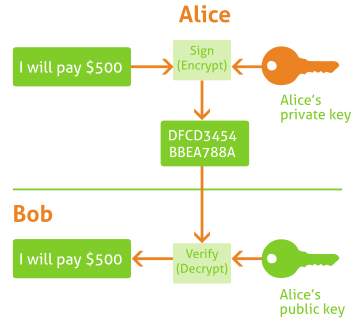 Alice
I will pay $500
Sign
(Encrypt)
Alice's
private key
DFCD3454
BBEA788A
Bob
I will pay $500
Verify
(Decrypt)
Alice's
public key